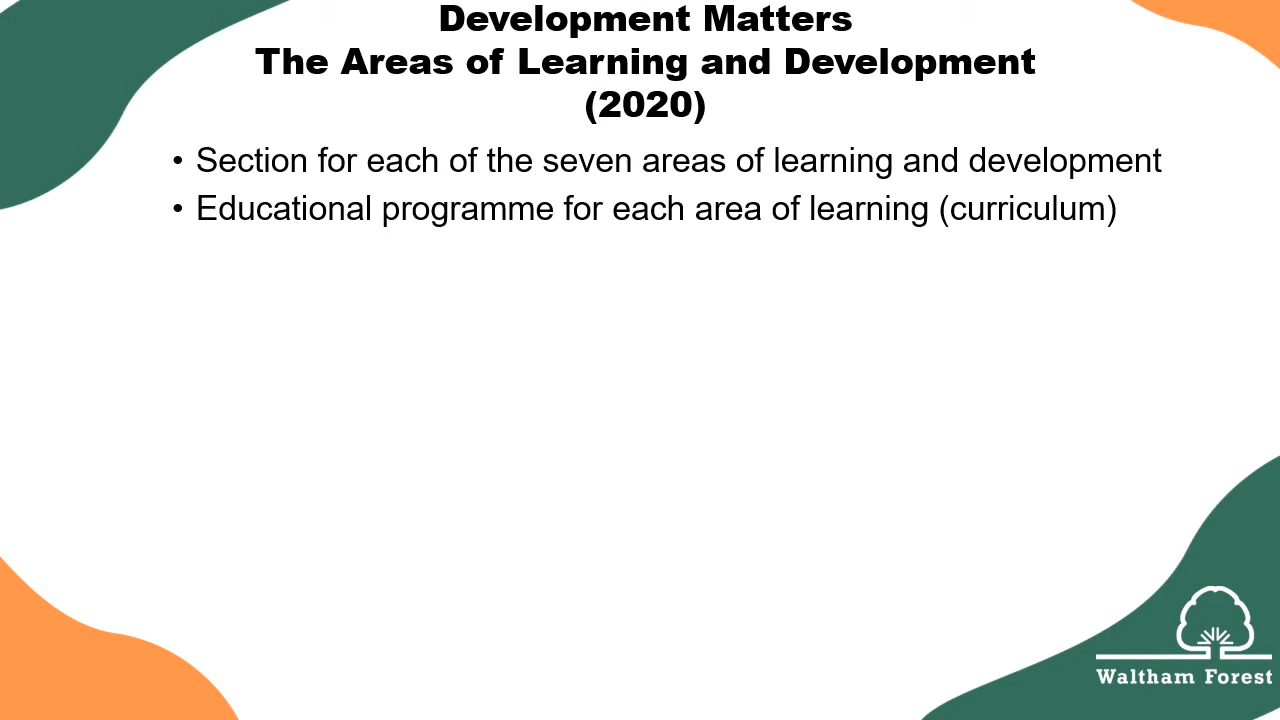 Development Matters
The Areas of Learning and Development
(2020)
• Section for each of the seven areas of learning and development
• Educational programme for each area of learning (curriculum)
Waltham Forest